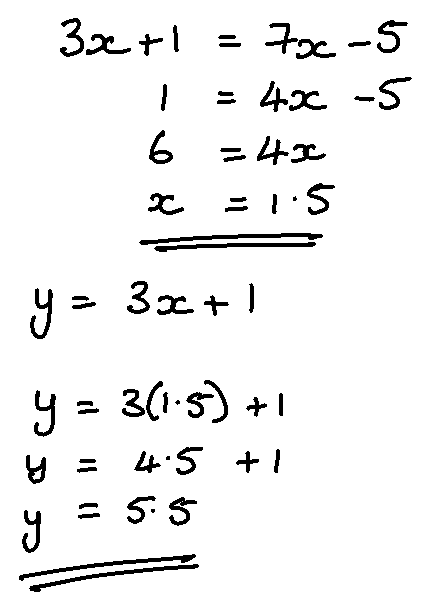 3x+1 = 7x-5
1 = 4x -5
6 = 4x
x = 1·5
y = 3x+1
y = 3(1·5) +1
y = 4·5 +1
y = 5·5